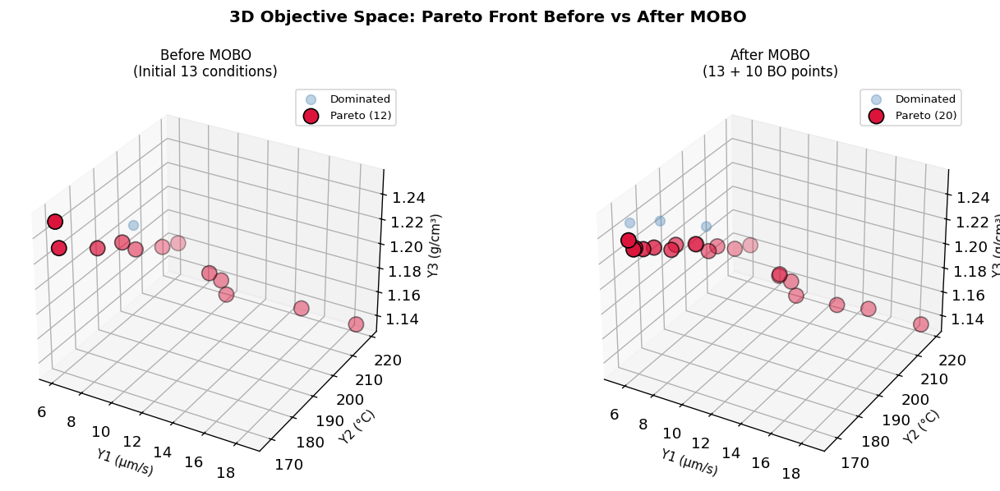 3D Objective Space: Pareto Front Before vs After MOBO
Before MOBO
(Initial 13 conditions)
Dominated
Pareto (12)
1.24
1.22
1.20
1.18
1.16
1.14
Y3 (g/cm³)
220
210
200
190
180
170
Y2 (°C)
6
8
10
12
14
16
18
Y1 (μm/s)
After MOBO
(13 + 10 BO points)
Dominated
Pareto (20)
1.24
1.22
1.20
1.18
1.16
1.14
Y3 (g/cm³)
220
210
200
190
180
170
Y2 (°C)
6
8
10
12
14
16
18
Y1 (μm/s)